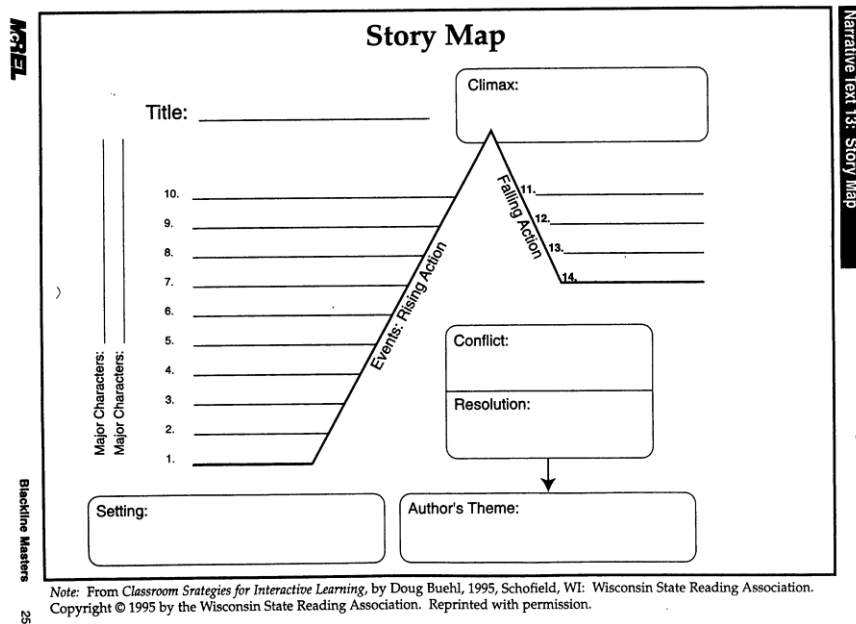 Story Map
Narrative Text 13: Story Map
McREL
Title:
Climax:
Major Characters:
Major Characters:
10.
9.
8.
7.
6.
5.
4.
3.
2.
1.
Events: Rising Action
Falling Action
11.
12.
13.
14.
Conflict:
Resolution:
Setting:
Author's Theme:
Blackline Masters
25
Note: From Classroom Srategies for Interactive Learning, by Doug Buehl, 1995, Schofield, WI: Wisconsin State Reading Association.
Copyright © 1995 by the Wisconsin State Reading Association. Reprinted with permission.